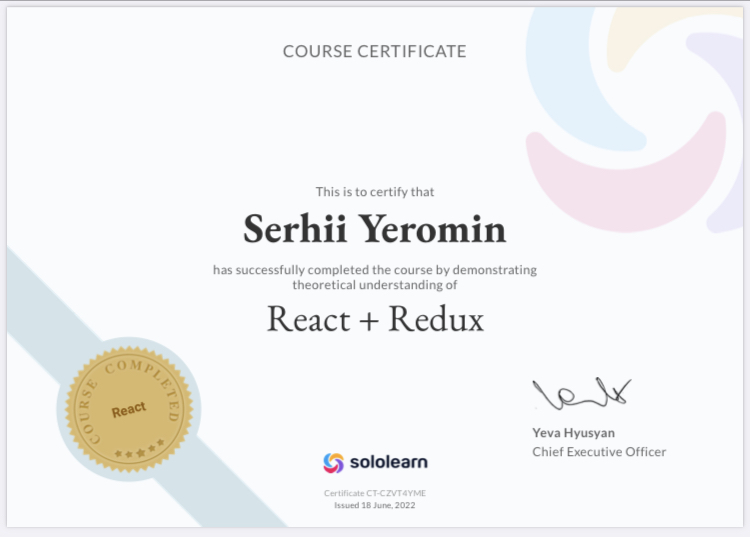 COURSE CERTIFICATE
This is to certify that
Serhii Yeromin
has successfully completed the course by demonstrating
theoretical understanding of
React + Redux
COURSE COMPLETED
React
Yeva Hyusyan
Chief Executive Officer
sololearn
Certificate CT-CZVT4YME
Issued 18 June, 2022